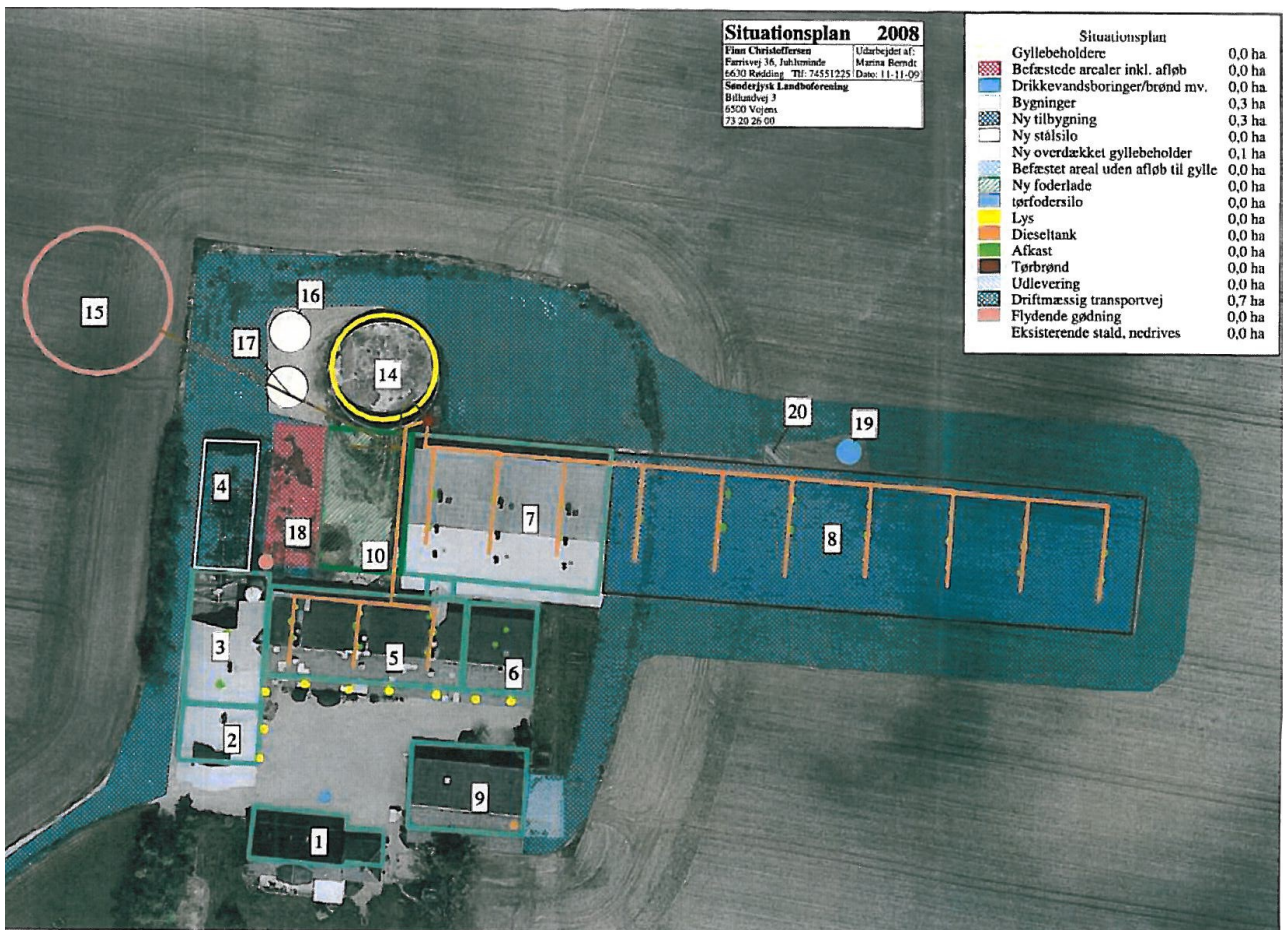 Situationsplan 2008
Finn Christoffersen
Farrisvej 36, Juhlsminde
6630 Rødding Tlf: 74551225
Udarbejdet af:
Marina Berndt
Dato: 11-11-09
Sønderjysk Landboforening
Billundvej 3
6500 Vojens
73 20 26 00
Situationsplan
Gyllebeholdere 0,0 ha
Befæstede arealer inkl. afløb 0,0 ha
Drikkevandsboringer/brønd mv. 0,0 ha
Bygninger 0,3 ha
Ny tilbygning 0,3 ha
Ny stålsilo 0,0 ha
Ny overdækket gyllebeholder 0,1 ha
Befæstet areal uden afløb til gylle 0,0 ha
Ny foderlade 0,0 ha
tørfodersilo 0,0 ha
Lys 0,0 ha
Dieseltank 0,0 ha
Afkast 0,0 ha
Tørbrønd 0,0 ha
Udlevering 0,0 ha
Driftmæssig transportvej 0,7 ha
Flydende gødning 0,0 ha
Eksisterende stald, nedrives 0,0 ha
15
16
17
14
20
19
4
18
10
7
8
3
5
6
2
9
1